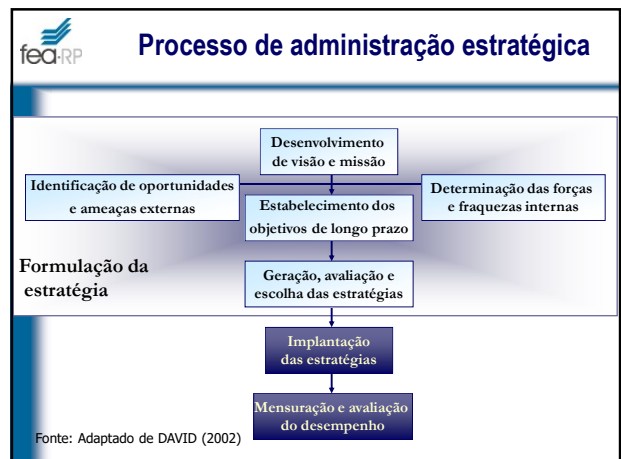 fea-RP
Processo de administração estratégica
Desenvolvimento
de visão e missão
Identificação de oportunidades
e ameaças externas
Estabelecimento dos
objetivos de longo prazo
Determinação das forças
e fraquezas internas
Formulação da
estratégia
Geração, avaliação e
escolha das estratégias
Implantação
das estratégias
Mensuração e avaliação
do desempenho
Fonte: Adaptado de DAVID (2002)